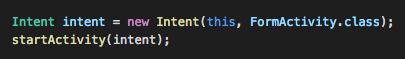 Intent intent = new Intent(this, FormActivity.class);
startActivity(intent);